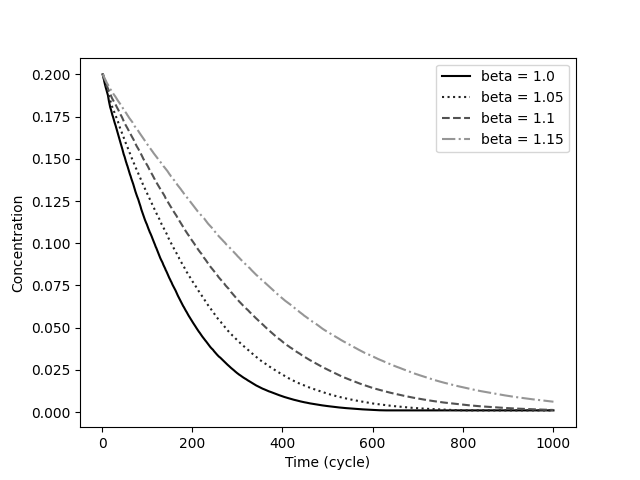 0.200
0.175
0.150
0.125
0.100
0.075
0.050
0.025
0.000
Concentration
beta = 1.0
beta = 1.05
beta = 1.1
beta = 1.15
0
200
400
600
800
1000
Time (cycle)